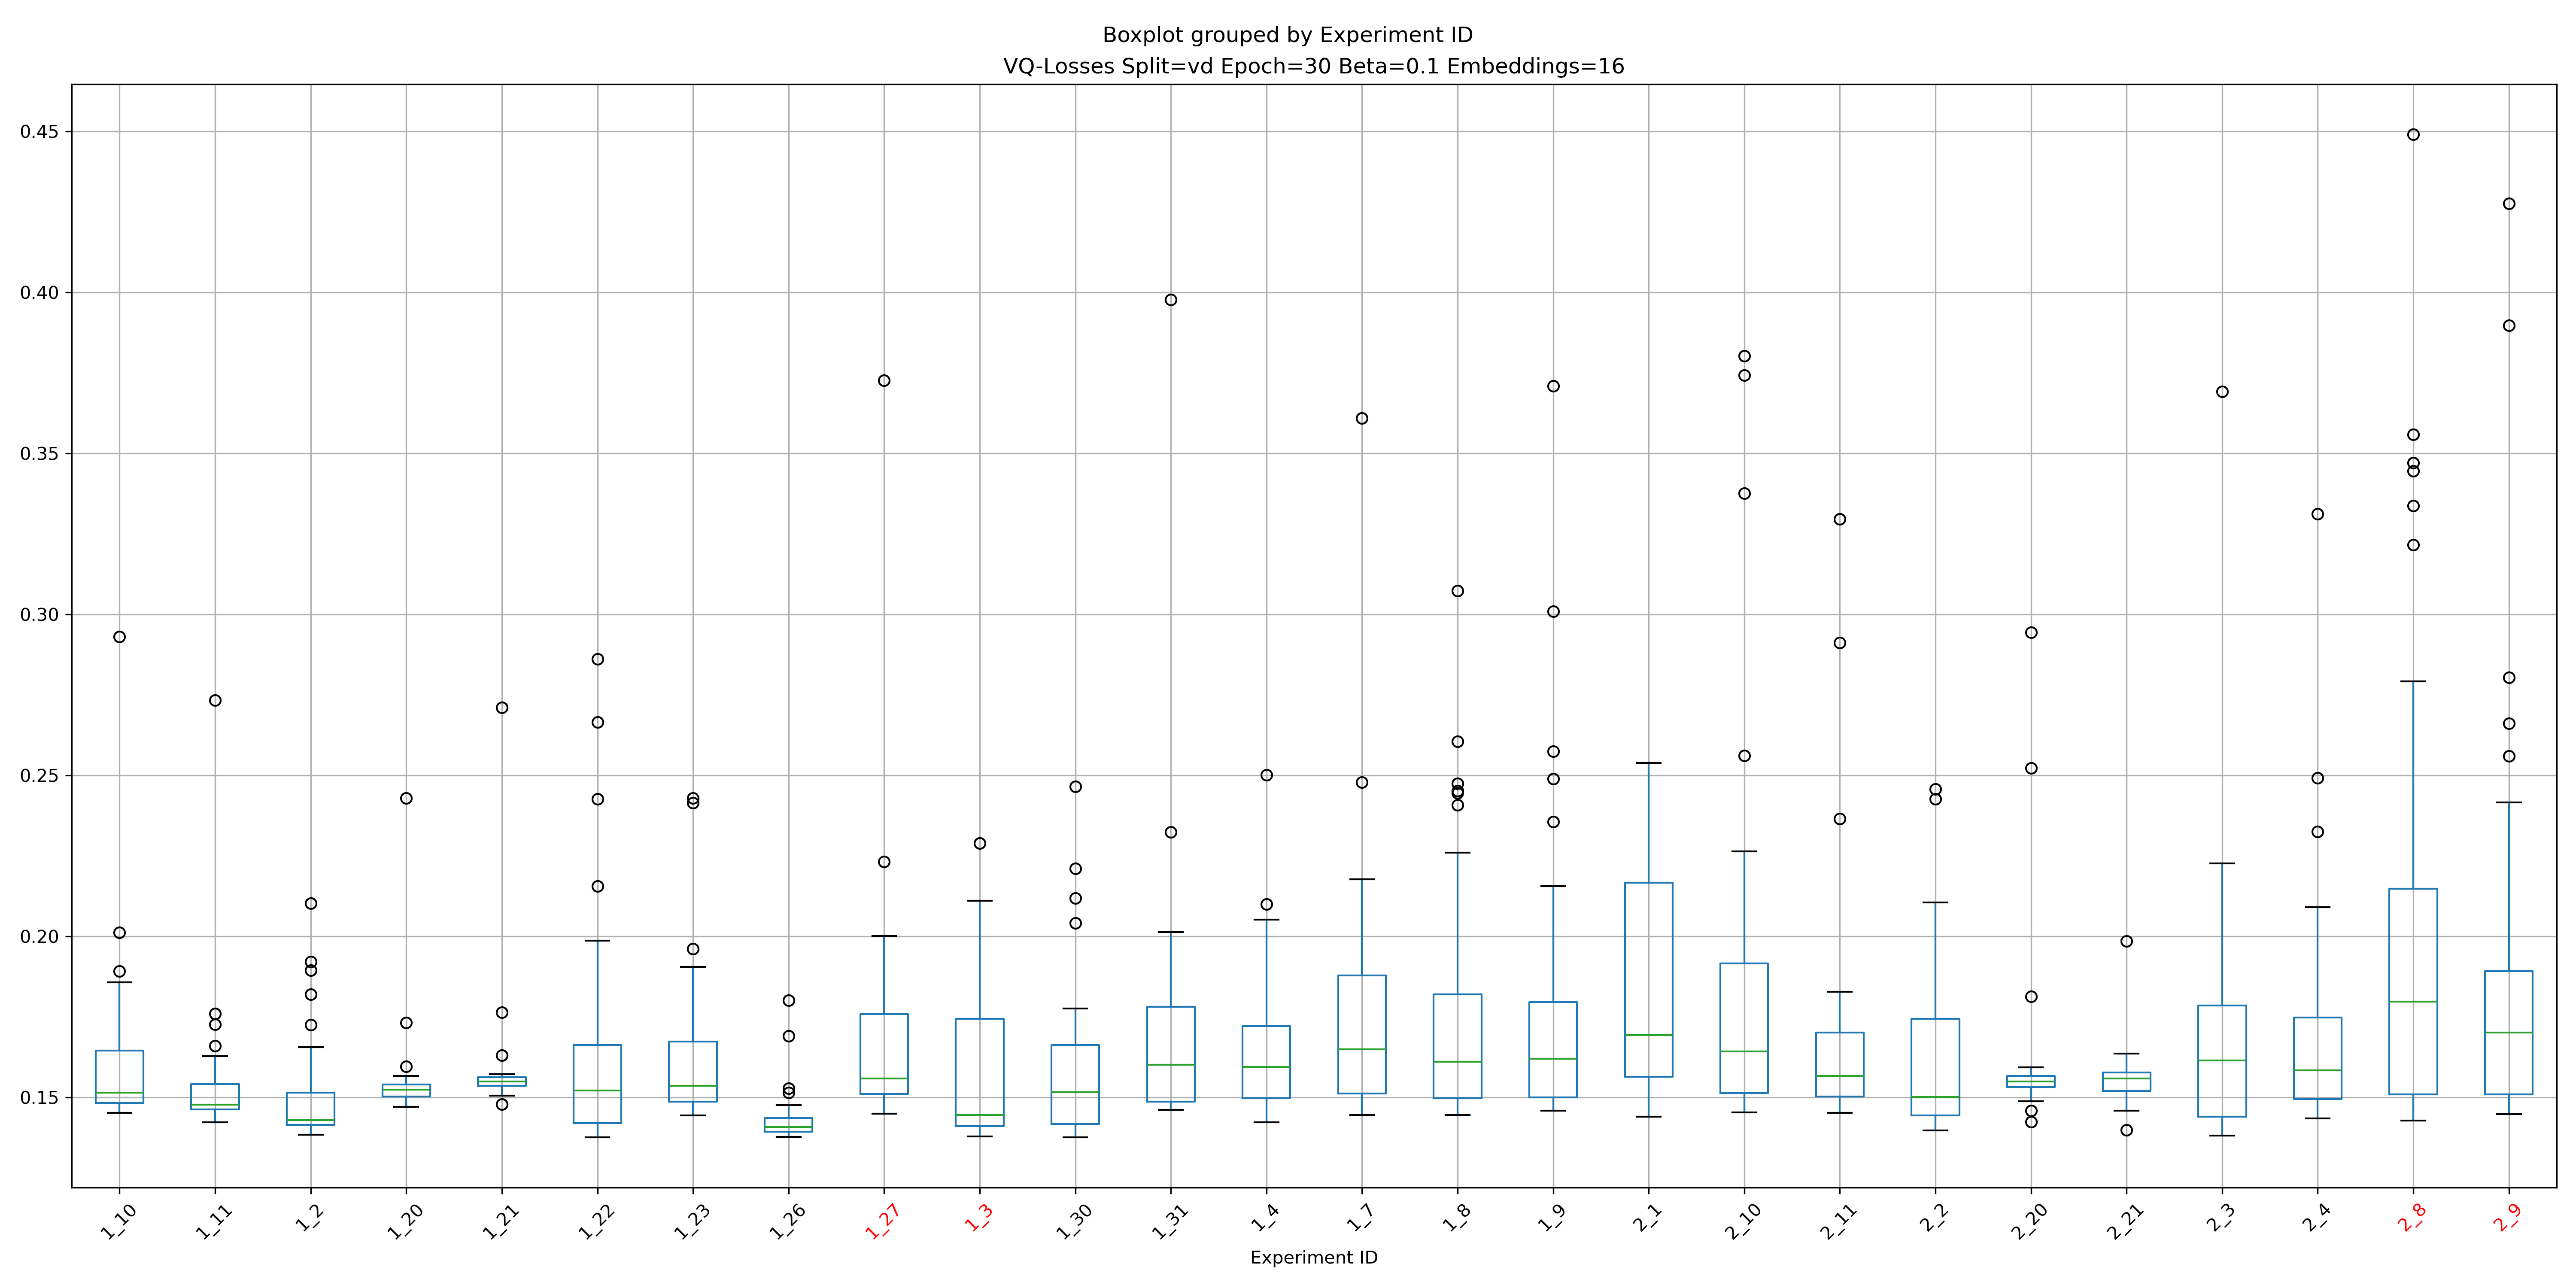 Boxplot grouped by Experiment ID
VQ-Losses Split=vd Epoch=30 Beta=0.1 Embeddings=16
0.45
0.40
0.35
0.30
0.25
0.20
0.15
1_10 1_11 1_2 1_20 1_21 1_22 1_23 1_26 1_27 1_3 1_30 1_31 1_4 1_7 1_8 1_9 2_1 2_10 2_11 2_2 2_20 2_21 2_3 2_4 2_8 2_9
Experiment ID